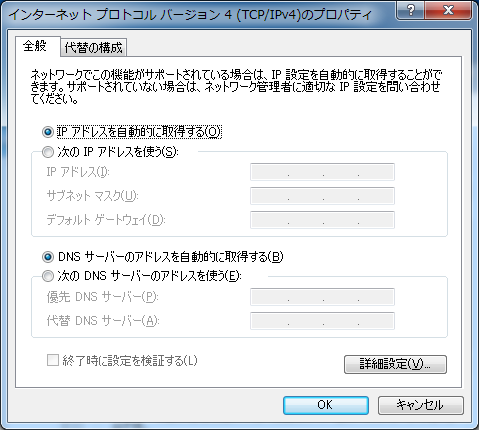 インターネット プロトコル バージョン 4 (TCP/IPv4)のプロパティ
全般
代替の構成
ネットワークでこの機能がサポートされている場合は、IP 設定を自動的に取得することがで
きます。サポートされていない場合は、ネットワーク管理者に適切な IP 設定を問い合わせ
てください。
IP アドレスを自動的に取得する(O)
次の IP アドレスを使う(S):
IP アドレス(I):
サブネット マスク(U):
デフォルト ゲートウェイ(D):
DNS サーバーのアドレスを自動的に取得する(B)
次の DNS サーバーのアドレスを使う(E):
優先 DNS サーバー(P):
代替 DNS サーバー(A):
終了時に設定を検証する(L)
詳細設定(V)...
OK
キャンセル